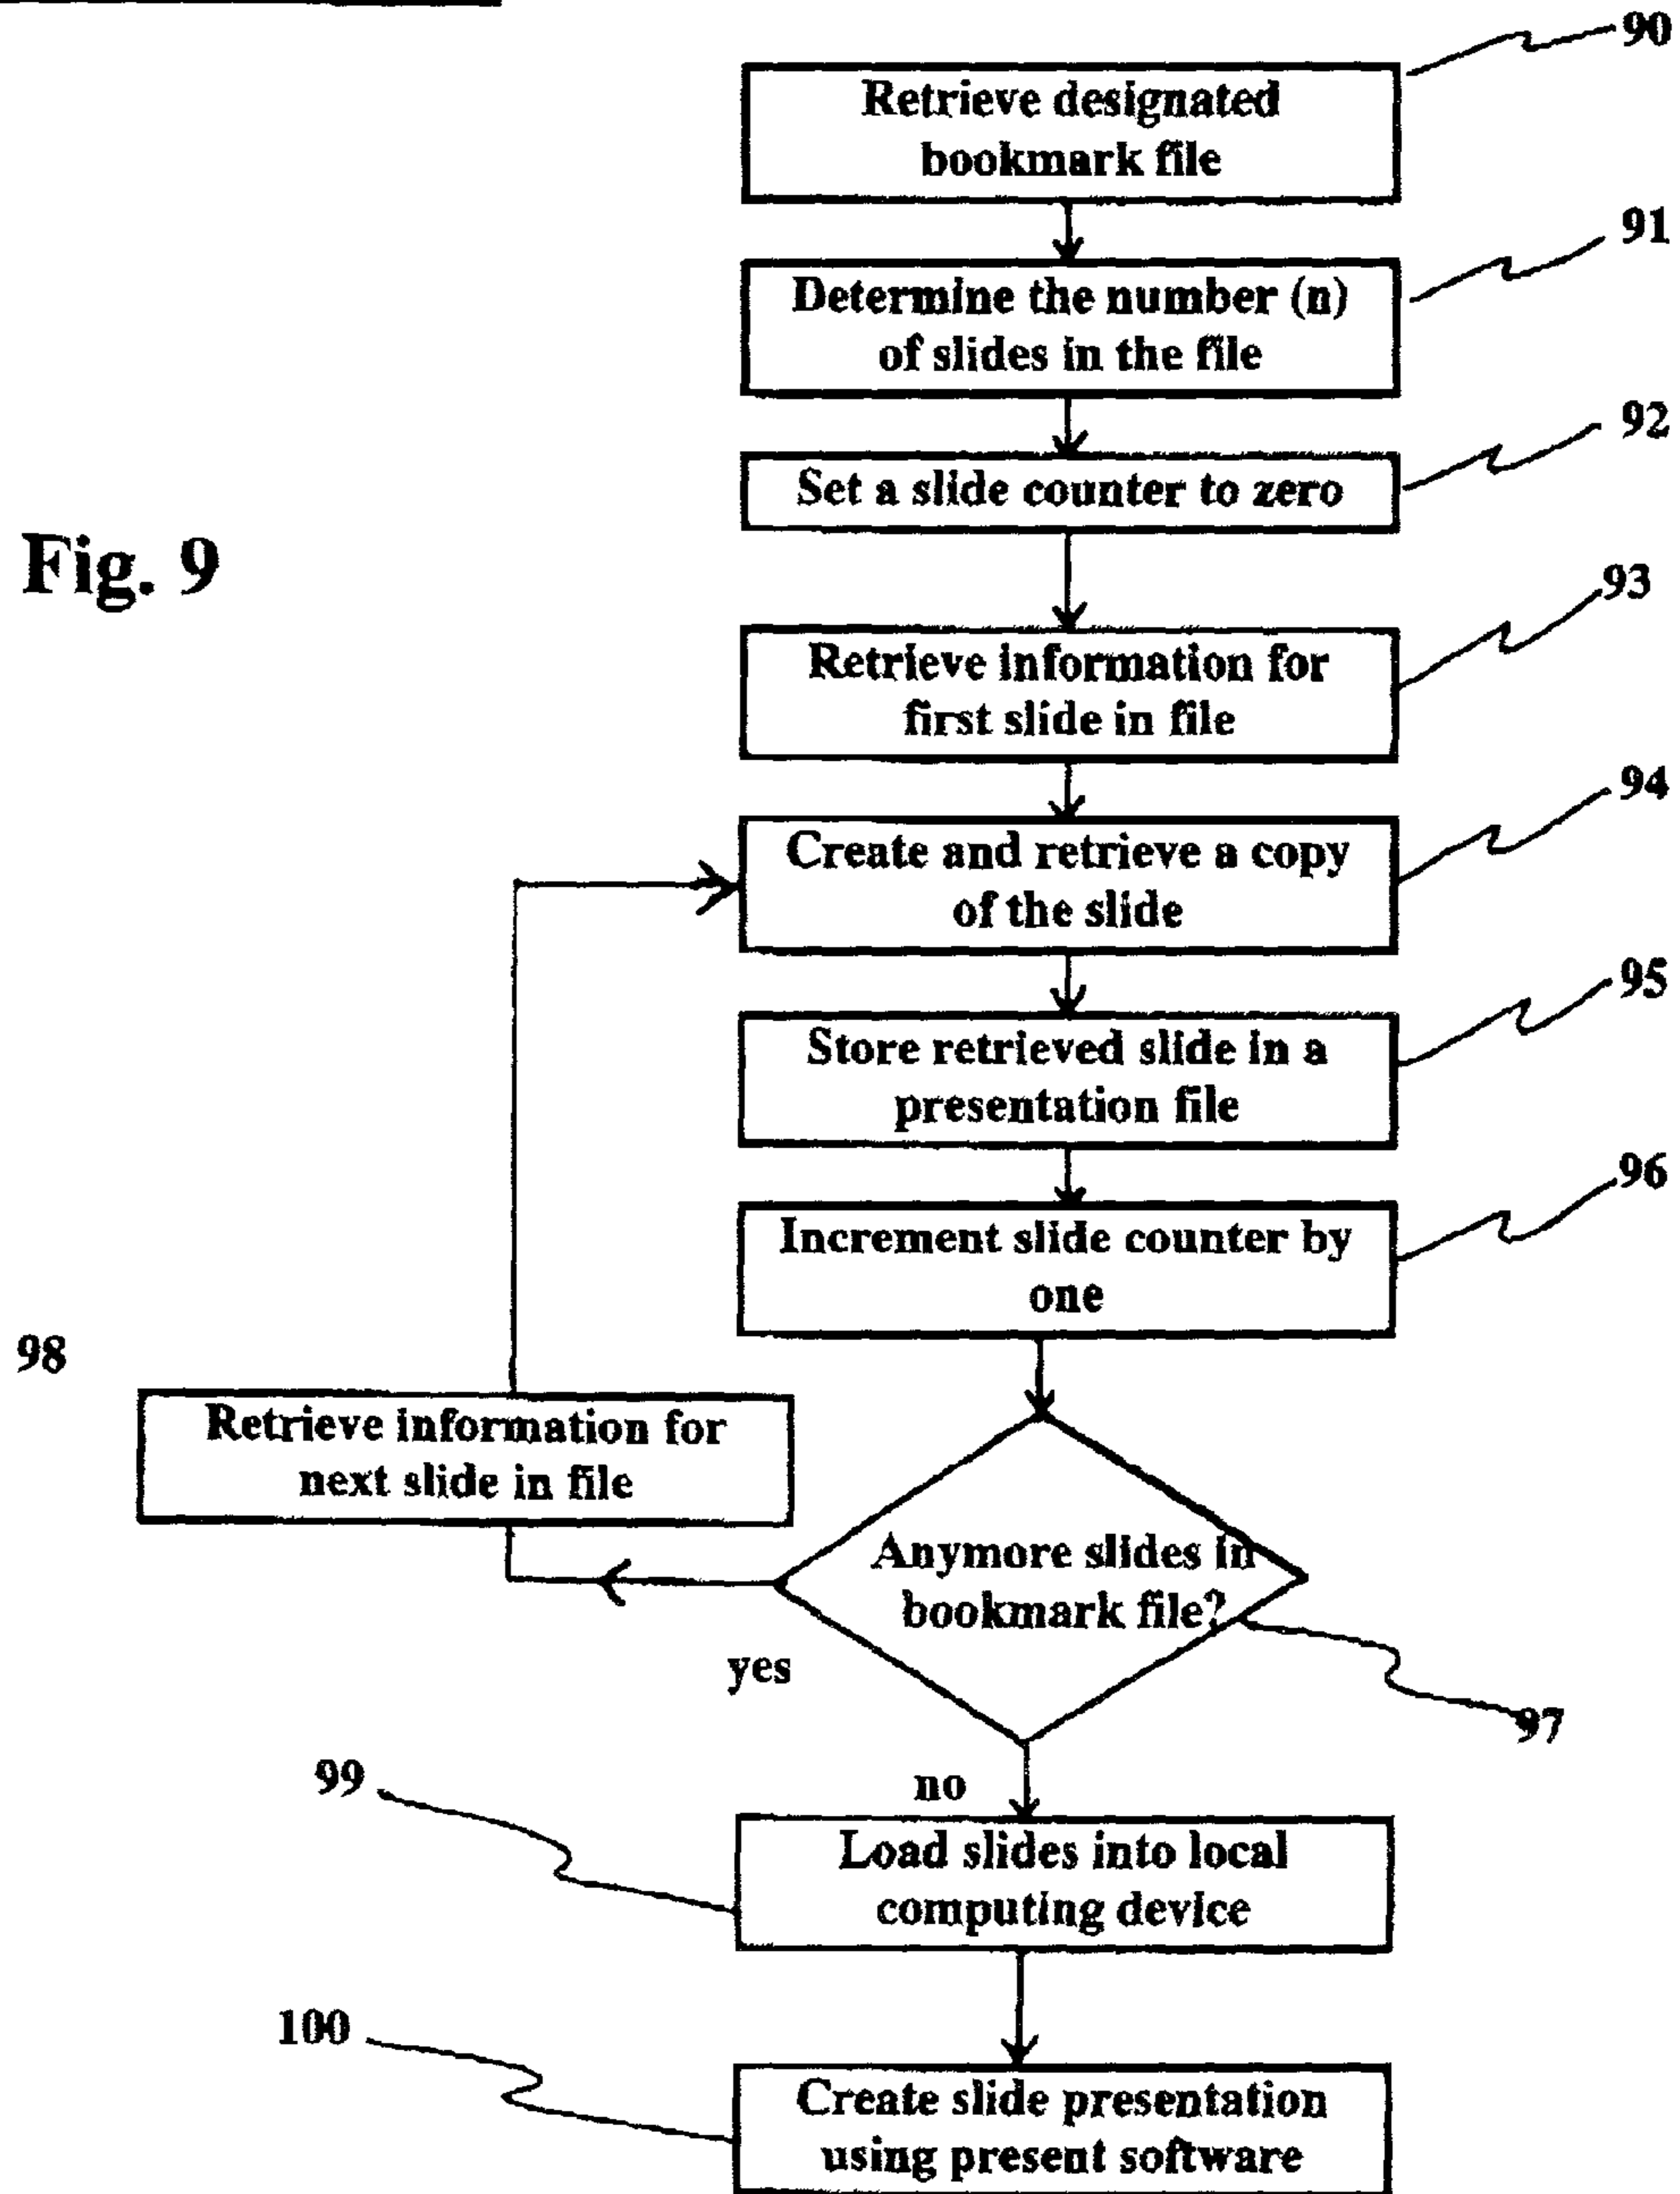 90
Retrieve designated
bookmark file
91
Determine the number (n)
of slides in the file
92
Set a slide counter to zero
Fig. 9
93
Retrieve information for
first slide in file
94
Create and retrieve a copy
of the slide
95
Store retrieved slide in a
presentation file
96
Increment slide counter by
one
98
Retrieve information for
next slide in file
Anymore slides in
bookmark file?
yes
97
99
no
Load slides into local
computing device
100
Create slide presentation
using present software